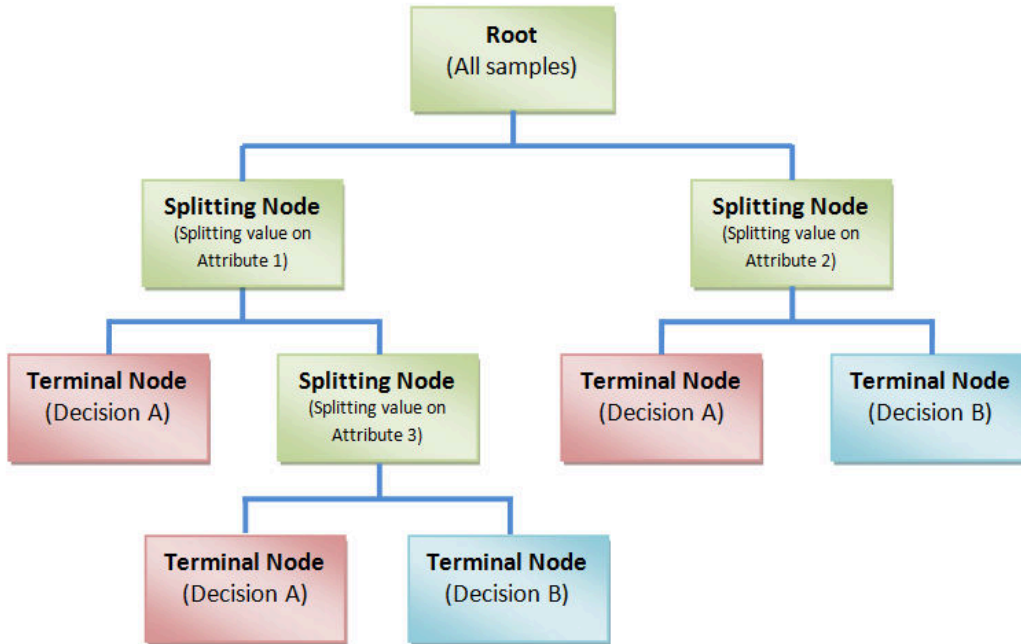 Root
(All samples)
Splitting Node
(Splitting value on
Attribute 1)
Splitting Node
(Splitting value on
Attribute 2)
Terminal Node
(Decision A)
Splitting Node
(Splitting value on
Attribute 3)
Terminal Node
(Decision A)
Terminal Node
(Decision B)
Terminal Node
(Decision A)
Terminal Node
(Decision B)